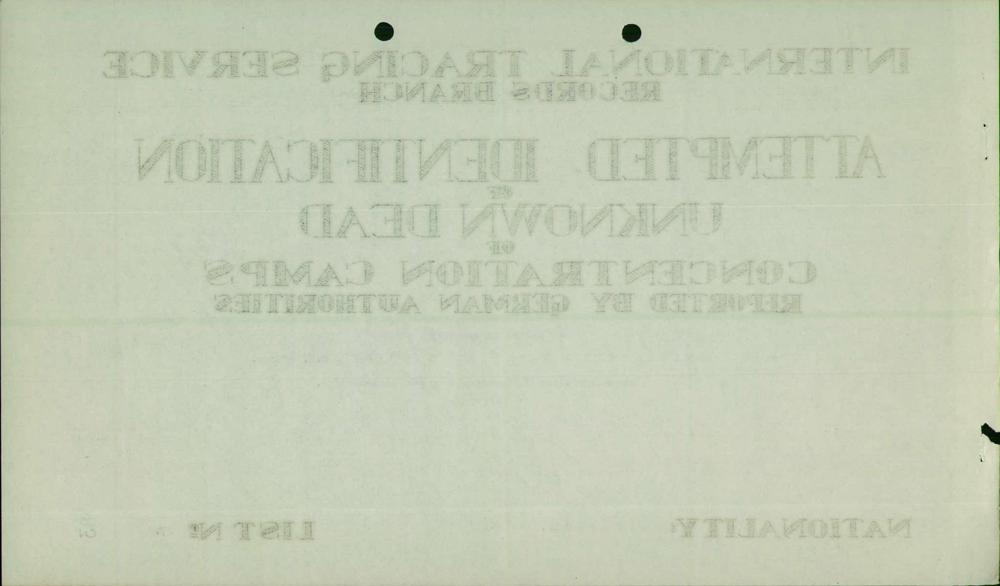 INTERNATIONAL TRACING SERVICE
RECORDS BRANCH
ATTEMPTED IDENTIFICATION
OF
UNKNOWN DEAD
OF
CONCENTRATION CAMPS
REPORTED BY GERMAN AUTHORITIES
NATIONALITY: LIST Nº